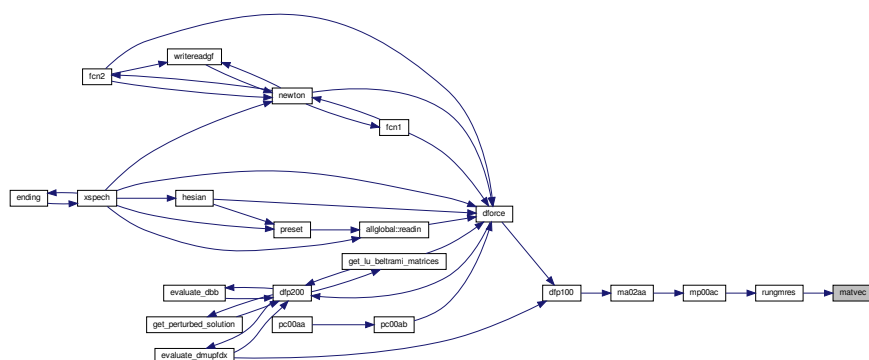 writereadgf
fcn2
newton
fcn1
ending
xspech
hesian
preset
allglobal::readin
dforce
get_lu_beltrami_matrices
evaluate_dbb
dfp200
get_perturbed_solution
pc00aa
pc00ab
evaluate_dmupfdx
dfp100
ma02aa
mp00ac
rungmres
matvec